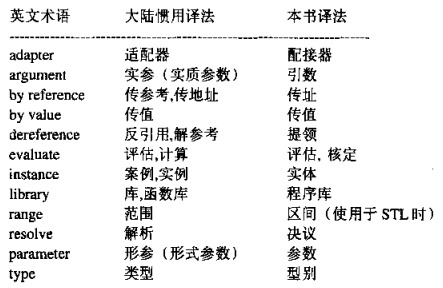 英文术语 大陆惯用译法 本书译法
adapter 适配器 配接器
argument 实参（实质参数） 引数
by reference 传参考,传地址 传址
by value 传值 传值
dereference 反引用,解参考 提领
evaluate 评估,计算 评估, 核定
instance 案例,实例 实体
library 库,函数库 程序库
range 范围 区间（使用于 STL 时）
resolve 解析 决议
parameter 形参（形式参数） 参数
type 类型 型别